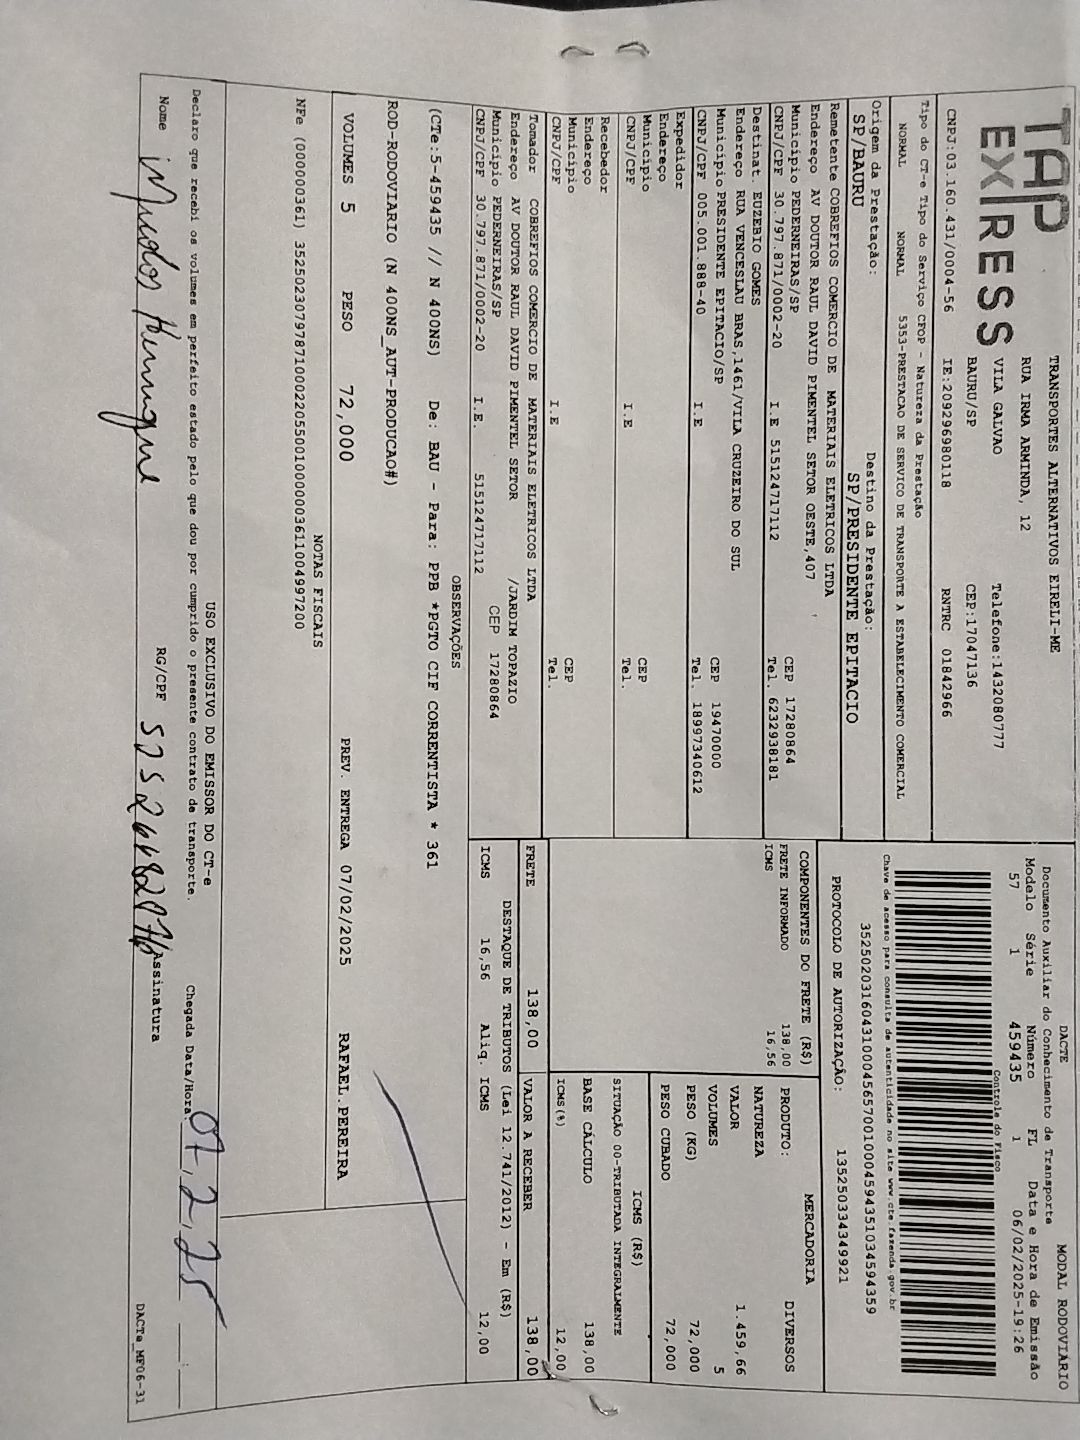 TAP
EXPRESS
TRANSPORTES ALTERNATIVOS EIRELI-ME
RUA IRMA ARMINDA, 12
VILA GALVAO Telefone:1432080777
BAURU/SP CEP:17047136
CNPJ:03.160.431/0004-56 IE:209296980118 RNTRC 01842966
Tipo do CT-e Tipo do Serviço CFOP - Natureza da Prestação
NORMAL NORMAL 5353-PRESTACAO DE SERVICO DE TRANSPORTE A ESTABELECIMENTO COMERCIAL
Origem da Prestação: Destino da Prestação:
SP/BAURU SP/PRESIDENTE EPITACIO
Remetente COBREFIOS COMERCIO DE MATERIAIS ELETRICOS LTDA
Endereço AV DOUTOR RAUL DAVID PIMENTEL SETOR OESTE,407
Município PEDERNEIRAS/SP CEP 17280864
CNPJ/CPF 30.797.871/0002-20 I.E 515124717112 Tel. 6232938181
Destinat. EUZEBIO GOMES
Endereço RUA VENCESLAU BRAS,1461/VILA CRUZEIRO DO SUL
Município PRESIDENTE EPITACIO/SP CEP 19470000
CNPJ/CPF 005.001.888-40 I.E Tel. 18997340612
Expedidor
Endereço
Município CEP
CNPJ/CPF I.E Tel.
Recebedor
Endereço
Município CEP
CNPJ/CPF I.E Tel.
Tomador COBREFIOS COMERCIO DE MATERIAIS ELETRICOS LTDA
Endereço AV DOUTOR RAUL DAVID PIMENTEL SETOR /JARDIM TOPAZIO
Município PEDERNEIRAS/SP CEP 17280864
CNPJ/CPF 30.797.871/0002-20 I.E. 515124717112
DACTE MODAL RODOVIÁRIO
Documento Auxiliar do Conhecimento de Transporte
Modelo Série Número FL Data e Hora de Emissão
57 1 459435 1 06/02/2025-19:26
Controle do Fisco
Chave de acesso para consulta de autenticidade no site www.cte.fazenda.gov.br
35250203160431000456570010004594351034594359
PROTOCOLO DE AUTORIZAÇÃO: 135250334349921
COMPONENTES DO FRETE (R$)
FRETE INFORMADO 138,00
ICMS 16,56
MERCADORIA
PRODUTO: DIVERSOS
NATUREZA
VALOR 1.459,66
VOLUMES 5
PESO (KG) 72,000
PESO CUBADO 72,000
ICMS (R$)
SITUAÇÃO 00-TRIBUTADA INTEGRALMENTE
BASE CÁLCULO 138,00
ICMS(%) 12,00
FRETE 138,00 VALOR A RECEBER 138,00
DESTAQUE DE TRIBUTOS (Lei 12.741/2012) - Em (R$)
ICMS 16,56 Aliq. ICMS 12,00
OBSERVAÇÕES
(CTe:5-459435 // N 400NS) De: BAU - Para: PPB *PGTO CIF CORRENTISTA * 361
ROD-RODOVIARIO (N 400NS_AUT-PRODUCAO#)
VOLUMES 5 PESO 72,000 PREV. ENTREGA 07/02/2025 RAFAEL.PEREIRA
NOTAS FISCAIS
NFe (000000361) 35250230797871000220550010000003611004997200
USO EXCLUSIVO DO EMISSOR DO CT-e
Declaro que recebi os volumes em perfeito estado pelo que dou por cumprido o presente contrato de transporte. Chegada Data/Hora: 07,2,25 :
Nome RG/CPF Assinatura
DACTe_MF06-31